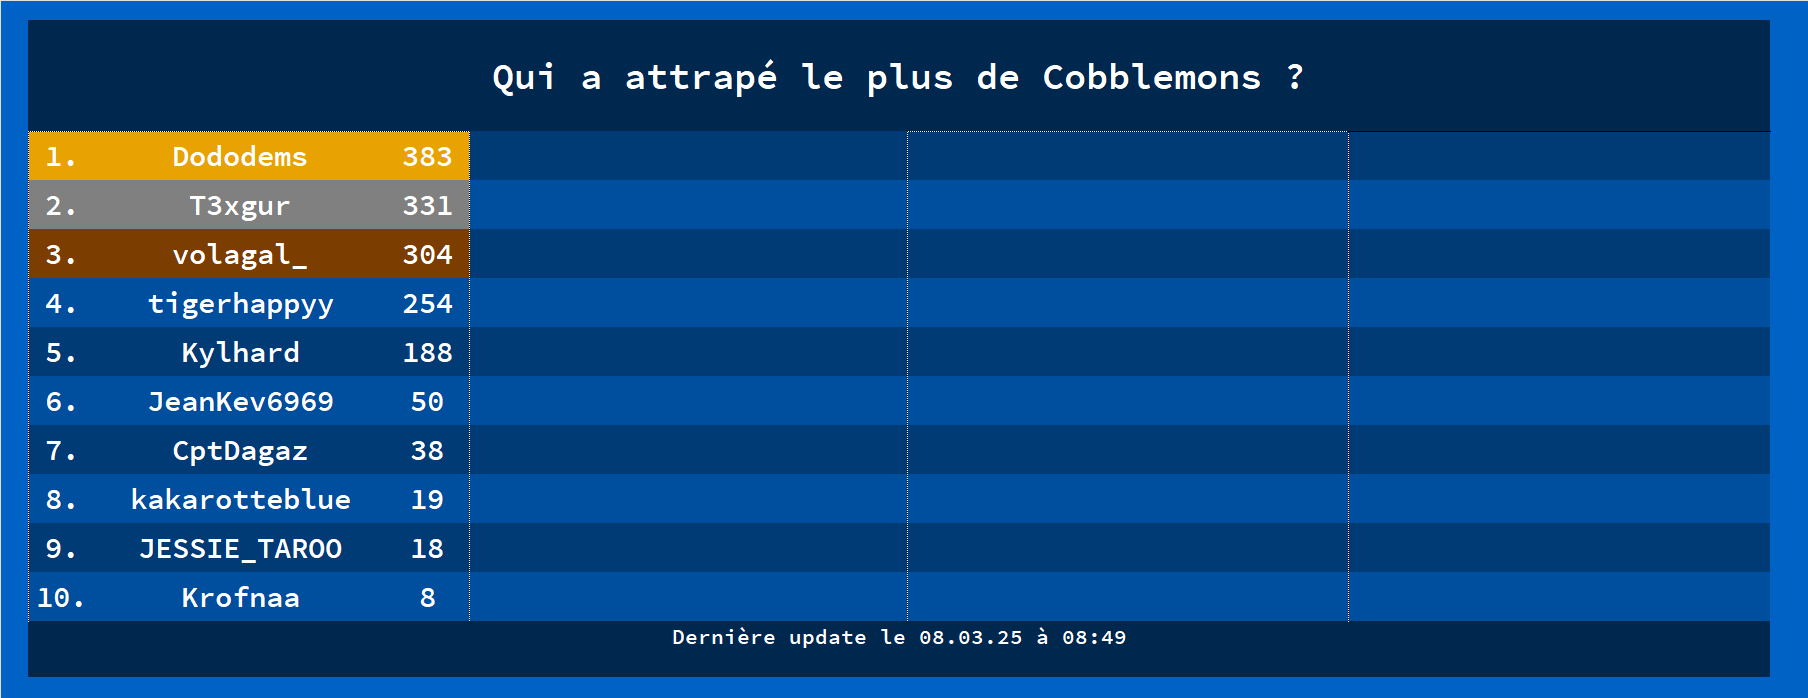 Qui a attrapé le plus de Cobblemons ?
1. Dododems 383
2. T3xgur 331
3. volagal_ 304
4. tigerhappyy 254
5. Kylhard 188
6. JeanKev6969 50
7. CptDagaz 38
8. kakarotteblue 19
9. JESSIE_TAROO 18
10. Krofnaa 8
Dernière update le 08.03.25 à 08:49